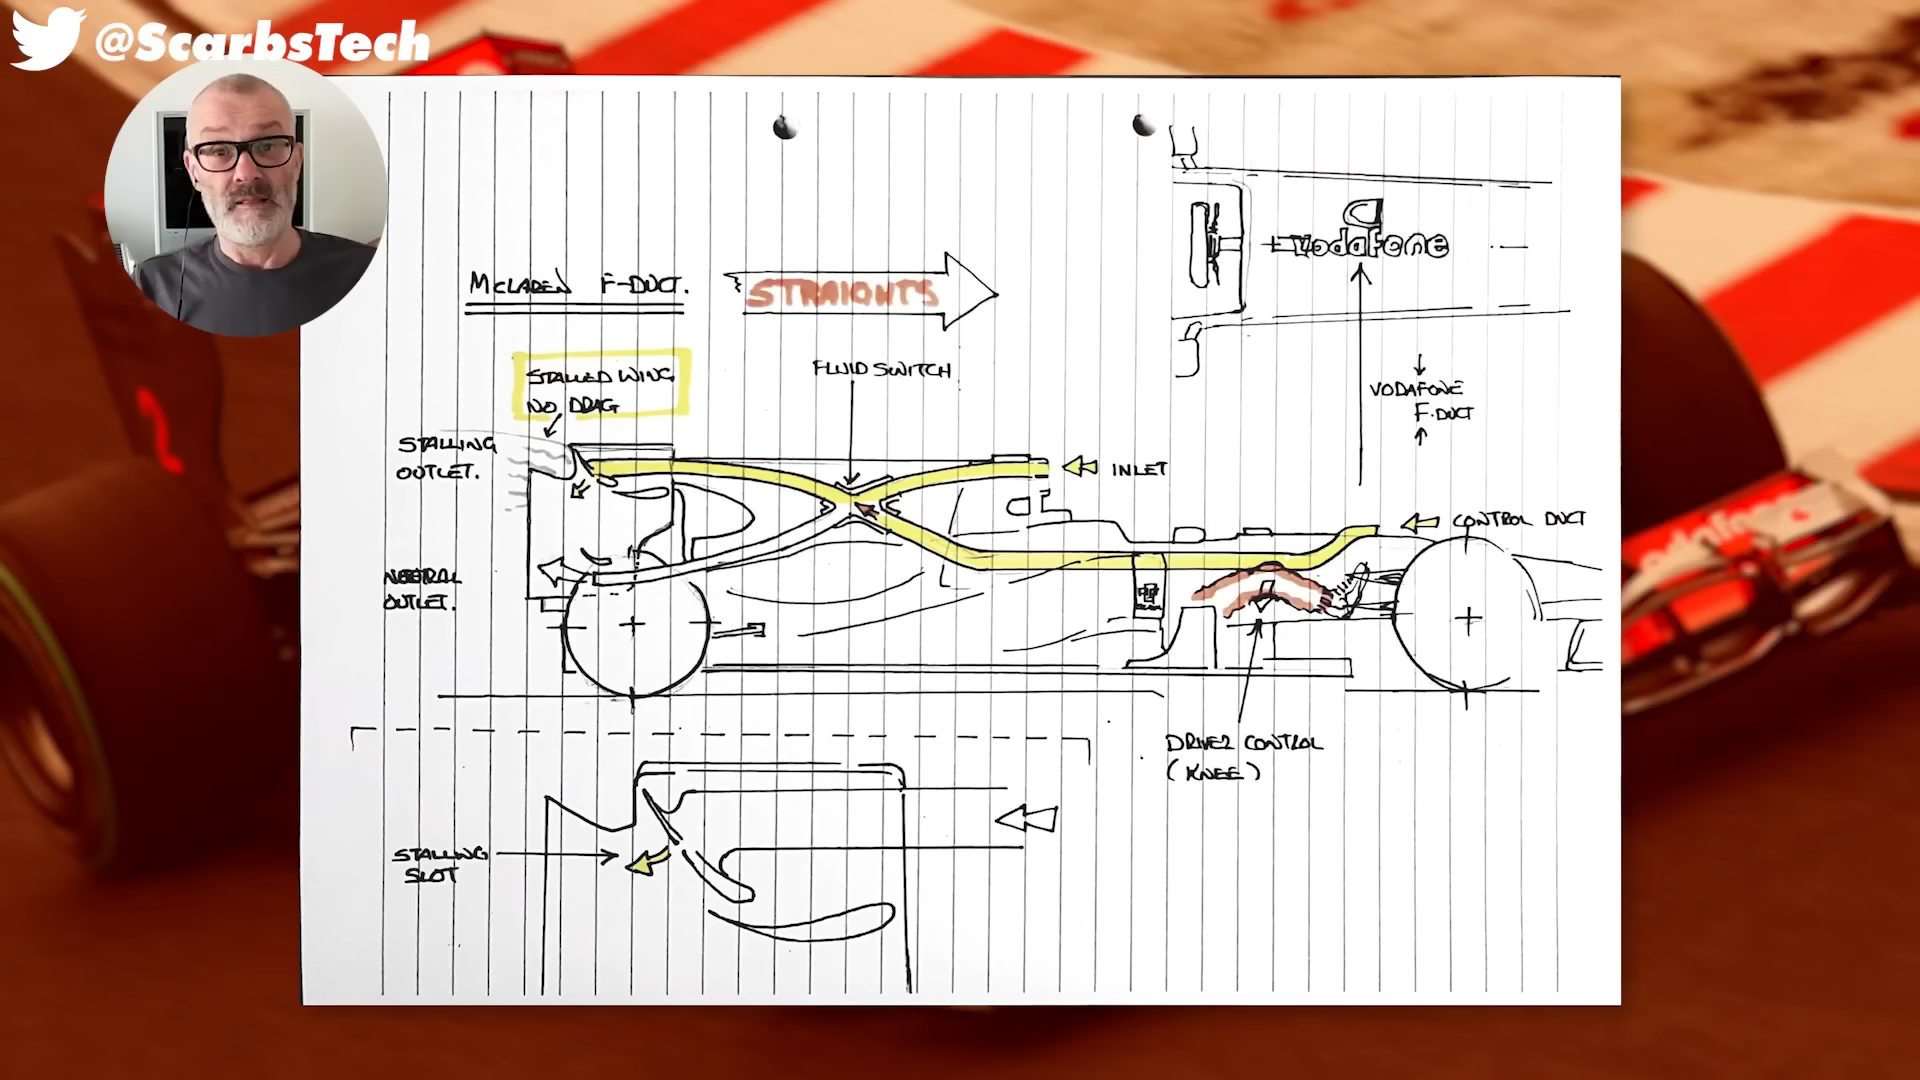 @ScarbsTech
McLAREN F-DUCT.
STRAIGHTS
vodafone
VODAFONE
F-DUCT
STALLED WING
NO DRAG
FLUID SWITCH
STALLING
OUTLET.
INLET
CONTROL DUCT
NEUTRAL
OUTLET.
DRIVER CONTROL
(KNEE)
STALLING
SLOT
vodafone